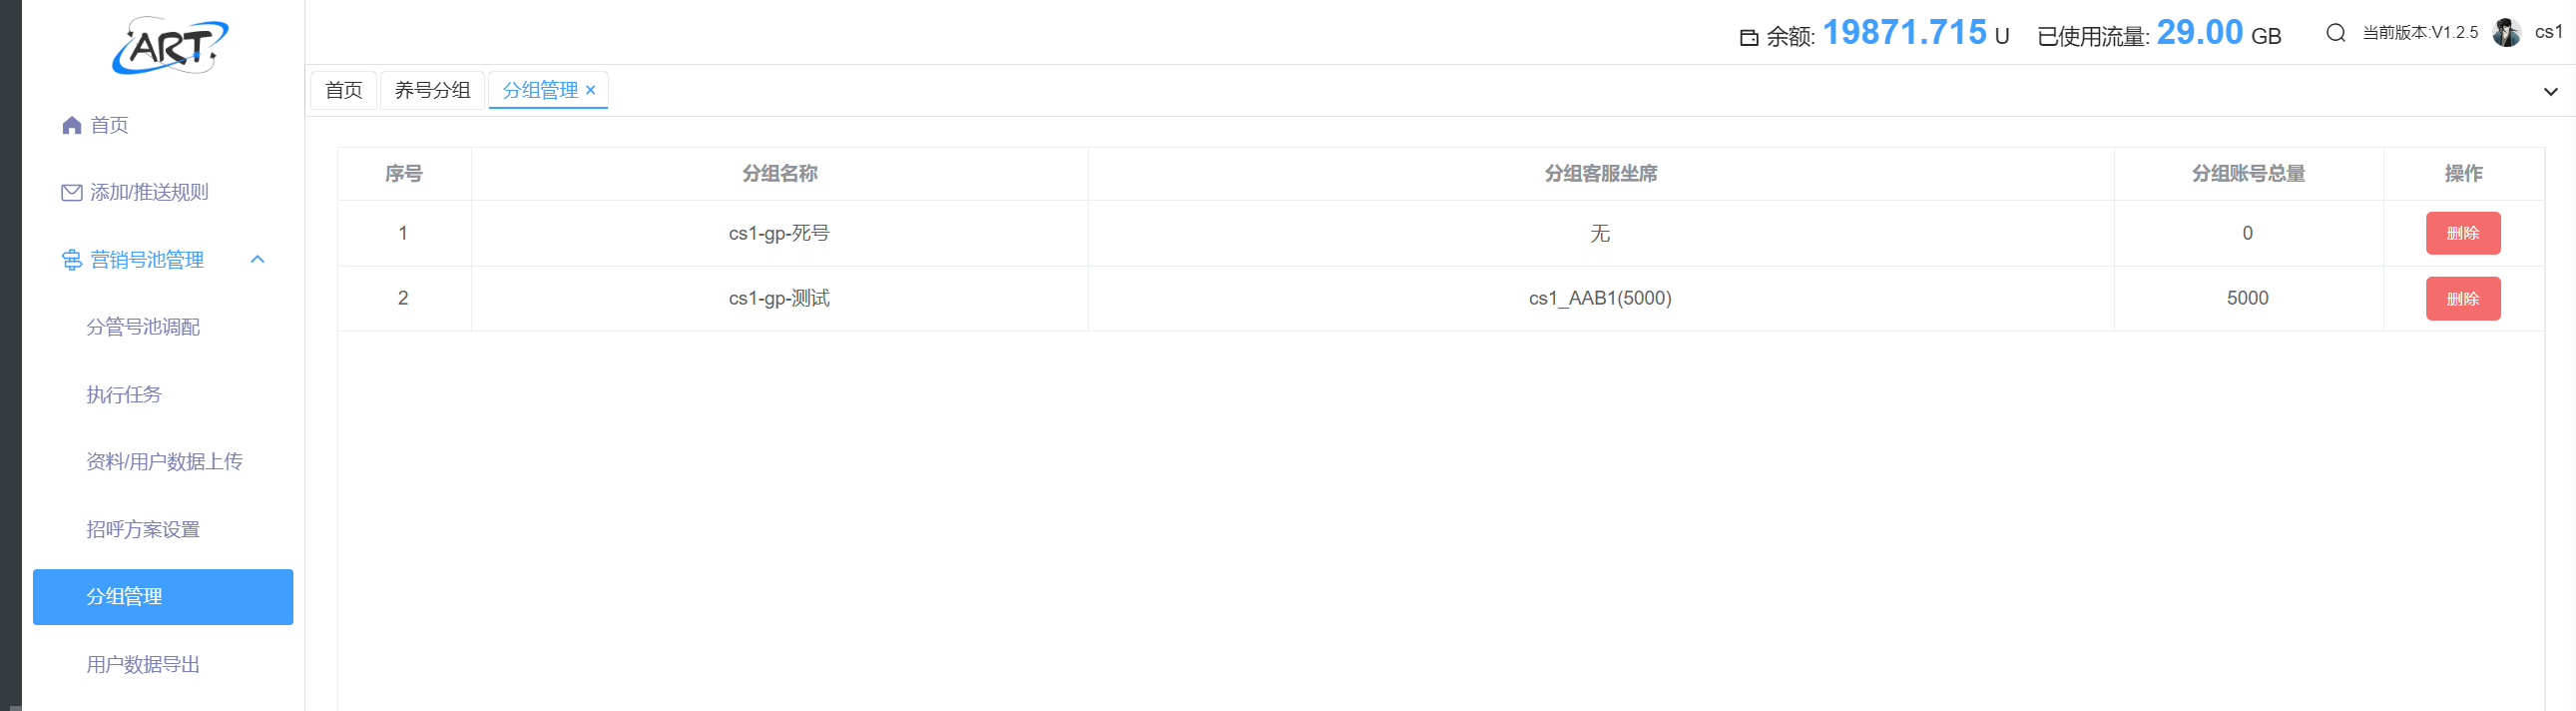 ART
余额: 19871.715 U 已使用流量: 29.00 GB 当前版本:V1.2.5 cs1
首页 养号分组 分组管理 ×
首页
添加/推送规则
营销号池管理
分管号池调配
执行任务
资料/用户数据上传
招呼方案设置
分组管理
用户数据导出
序号 分组名称 分组客服坐席 分组账号总量 操作
1 cs1-gp-死号 无 0 删除
2 cs1-gp-测试 cs1_AAB1(5000) 5000 删除